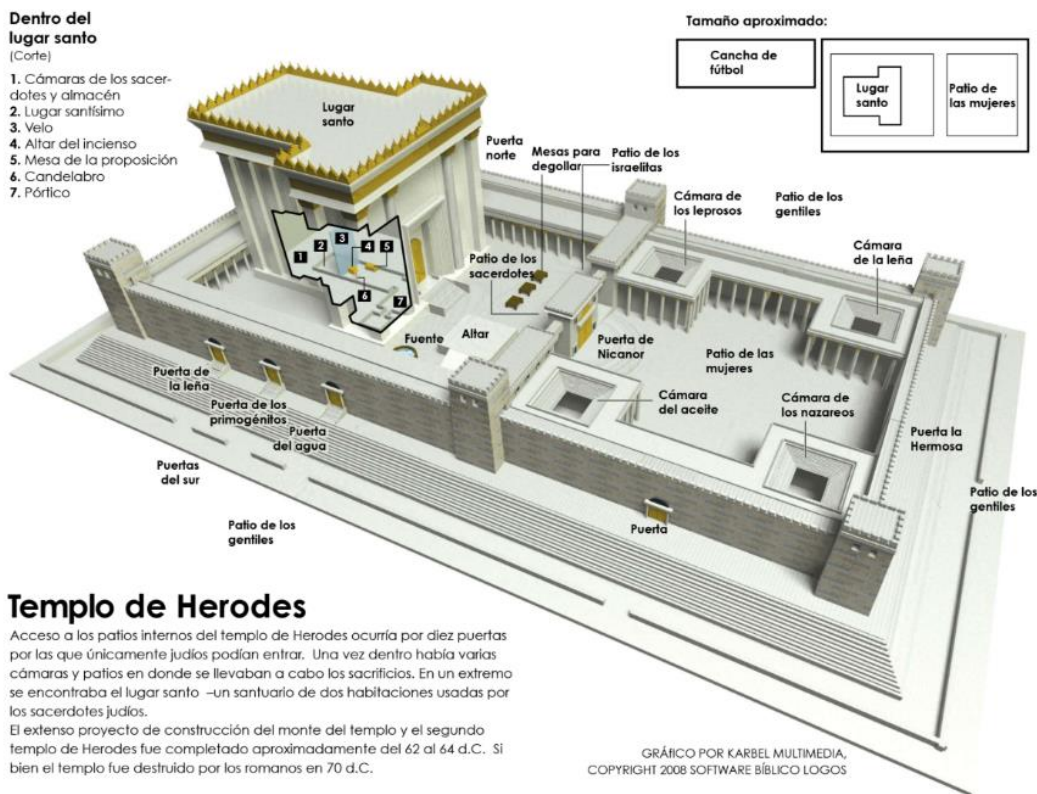 Dentro del
lugar santo
(Corte)
1. Cámaras de los sacer-
dotes y almacén
2. Lugar santísimo
3. Velo
4. Altar del incienso
5. Mesa de la proposición
6. Candelabro
7. Pórtico
Tamaño aproximado:
Cancha de
fútbol
Lugar
santo
Patio de
las mujeres
Lugar
santo
Puerta
norte
Mesas para
degollar
Patio de los
israelitas
Cámara de
los leprosos
Patio de los
gentiles
Cámara
de la leña
Patio de los
sacerdotes
1
2
3
4
5
6
7
Fuente
Altar
Puerta de
Nicanor
Patio de las
mujeres
Puerta de
la leña
Puerta de los
primogénitos
Puerta
del agua
Cámara
del aceite
Cámara de
los nazareos
Puerta la
Hermosa
Puertas
del sur
Patio de los
gentiles
Puerta
Patio de los
gentiles
Templo de Herodes
Acceso a los patios internos del templo de Herodes ocurría por diez puertas
por las que únicamente judíos podían entrar. Una vez dentro había varias
cámaras y patios en donde se llevaban a cabo los sacrificios. En un extremo
se encontraba el lugar santo –un santuario de dos habitaciones usadas por
los sacerdotes judíos.
El extenso proyecto de construcción del monte del templo y el segundo
templo de Herodes fue completado aproximadamente del 62 al 64 d.C. Si
bien el templo fue destruido por los romanos en 70 d.C.
GRÁFICO POR KARBEL MULTIMEDIA,
COPYRIGHT 2008 SOFTWARE BÍBLICO LOGOS